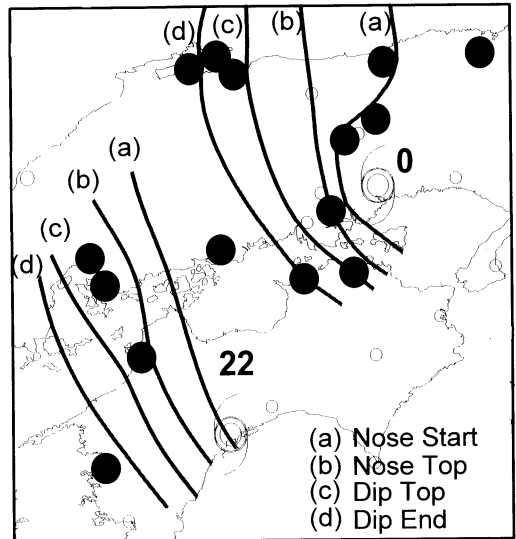 (d) (c) (b) (a)
(a)
0
(b)
(c)
(d)
22
(a) Nose Start
(b) Nose Top
(c) Dip Top
(d) Dip End